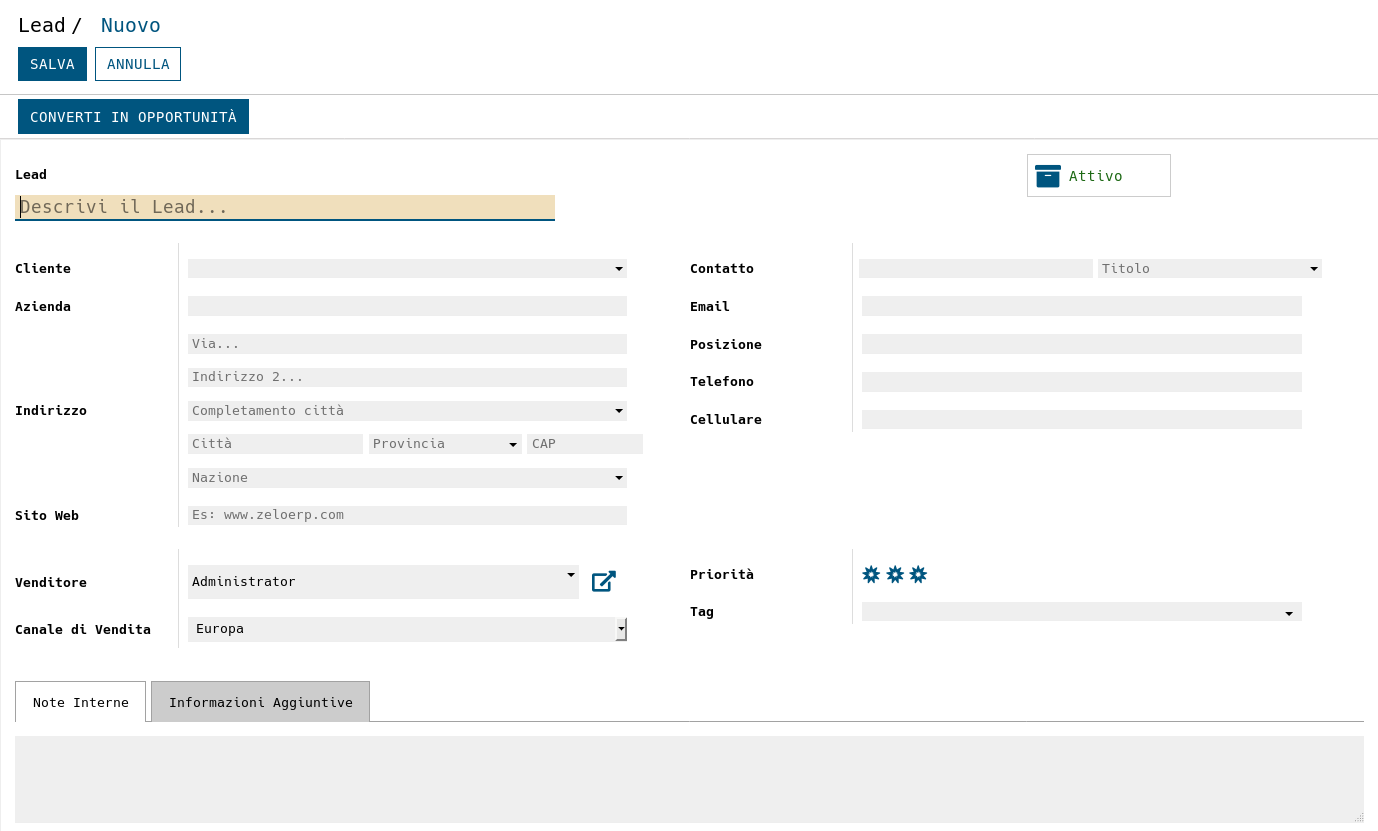 Lead / Nuovo
SALVA ANNULLA
CONVERTI IN OPPORTUNITÀ
Lead
Attivo
Descrivi il Lead...
Cliente
Contatto Titolo
Azienda
Email
Via...
Posizione
Indirizzo 2...
Telefono
Indirizzo Completamento città
Cellulare
Città Provincia CAP
Nazione
Sito Web Es: www.zeloerp.com
Venditore Administrator
Priorità
Tag
Canale di Vendita Europa
Note Interne Informazioni Aggiuntive